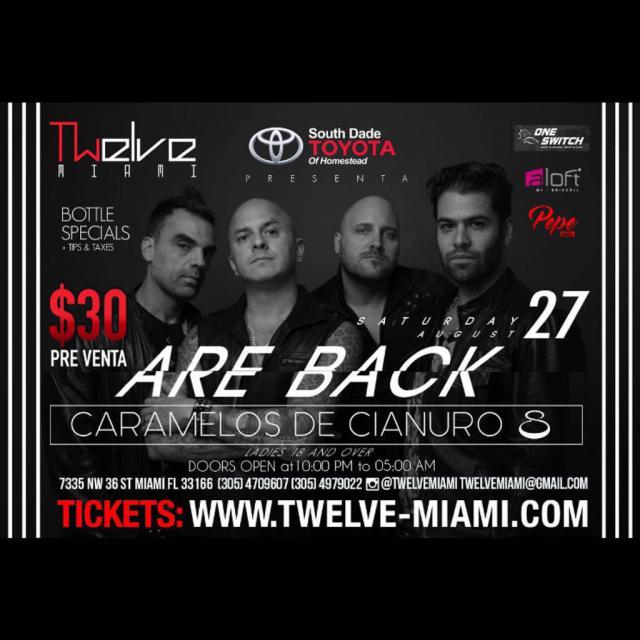 Twelve
MIAMI
South Dade
TOYOTA
Of Homestead
PRESENTA
ONE
SWITCH
aloft
Pepe
BOTTLE
SPECIALS
+ TIPS & TAXES
$30
PRE VENTA
SATURDAY
AUGUST
27
ARE BACK
CARAMELOS DE CIANURO 8
LADIES 18 AND OVER
DOORS OPEN at 10:00 PM to 05:00 AM
7335 NW 36 ST MIAMI FL 33166 (305) 4709607 (305) 4979022 @TWELVEMIAMI TWELVEMIAMI@GMAIL.COM
TICKETS: WWW.TWELVE-MIAMI.COM